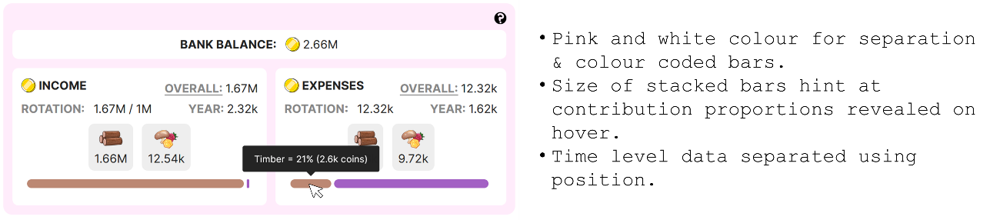 ?
BANK BALANCE: 2.66M
INCOME
OVERALL: 1.67M
ROTATION: 1.67M / 1M
YEAR: 2.32k
1.66M
12.54k
EXPENSES
OVERALL: 12.32k
ROTATION: 12.32k
YEAR: 1.62k
9.72k
Timber = 21% (2.6k coins)
• Pink and white colour for separation
& colour coded bars.
• Size of stacked bars hint at
contribution proportions revealed on
hover.
• Time level data separated using
position.